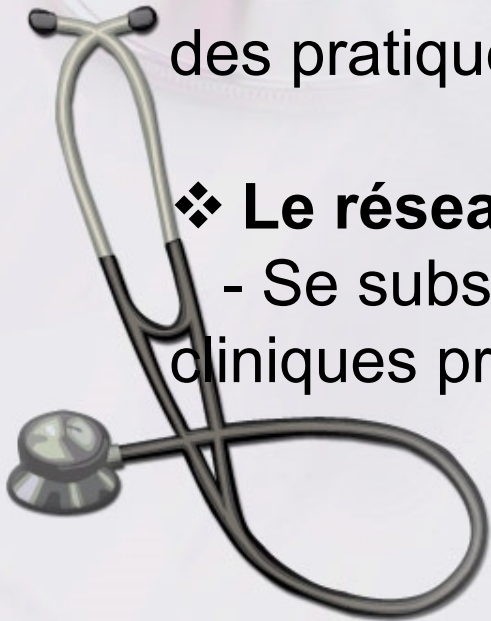 des pratique
❖ Le résea
- Se subs
cliniques pr